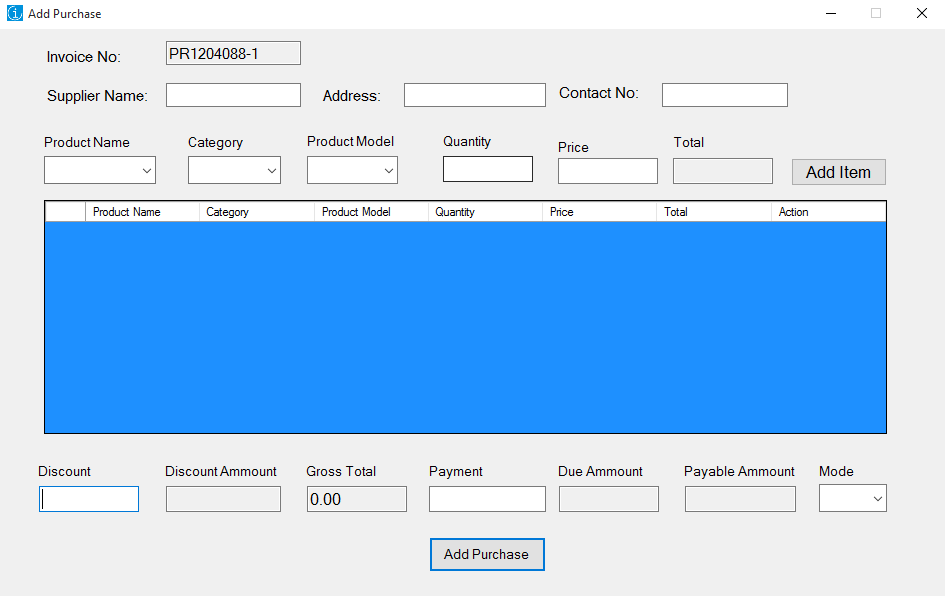 Add Purchase
Invoice No: PR1204088-1
Supplier Name: Address: Contact No:
Product Name Category Product Model Quantity Price Total
Add Item
Product Name Category Product Model Quantity Price Total Action
Discount Discount Ammount Gross Total Payment Due Ammount Payable Ammount Mode
0.00
Add Purchase